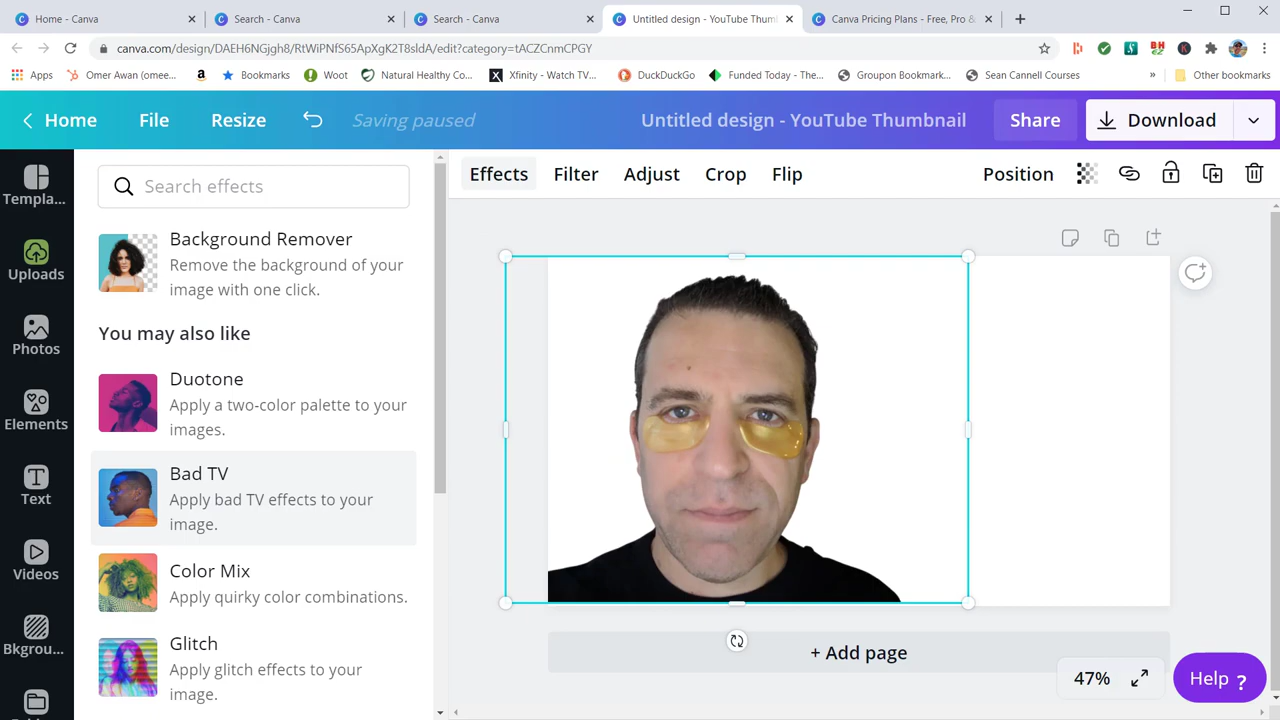 Home - Canva
Search - Canva
Search - Canva
Untitled design - YouTube Thum
Canva Pricing Plans - Free, Pro &
canva.com/design/DAEH6NGjgh8/RtWiPNfS65ApXgK2T8sIdA/edit?category=tACZCnmCPGY
Apps
Omer Awan (omee...
Bookmarks
Woot
Natural Healthy Co...
Xfinity - Watch TV...
DuckDuckGo
Funded Today - The...
Groupon Bookmark...
Sean Cannell Courses
»
Other bookmarks
Home
File
Resize
Saving paused
Untitled design - YouTube Thumbnail
Share
Download
Templa...
Uploads
Photos
Elements
Text
Videos
Bkgrou...
Search effects
Background Remover
Remove the background of your
image with one click.
You may also like
Duotone
Apply a two-color palette to your
images.
Bad TV
Apply bad TV effects to your
image.
Color Mix
Apply quirky color combinations.
Glitch
Apply glitch effects to your
image.
Effects
Filter
Adjust
Crop
Flip
Position
+ Add page
47%
Help ?